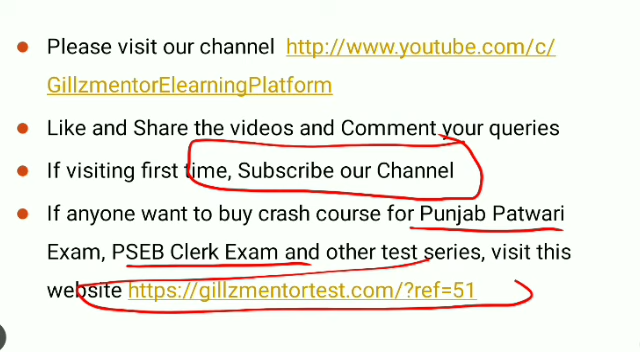 Please visit our channel http://www.youtube.com/c/
GillzmentorElearningPlatform
Like and Share the videos and Comment your queries
If visiting first time, Subscribe our Channel
If anyone want to buy crash course for Punjab Patwari
Exam, PSEB Clerk Exam and other test series, visit this
website https://gillzmentortest.com/?ref=51